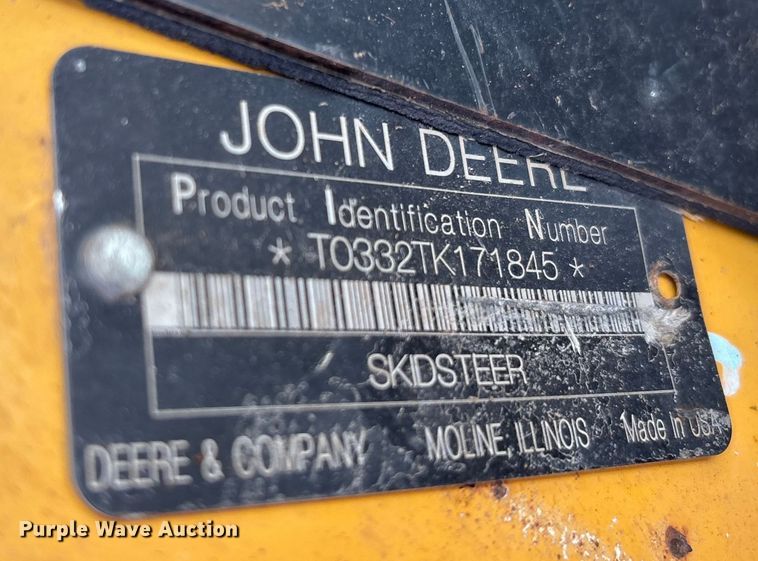 JOHN DEERE
Product Identification Number
* T0332TK171845 *
SKIDSTEER
DEERE & COMPANY MOLINE, ILLINOIS Made In USA
Purple Wave Auction